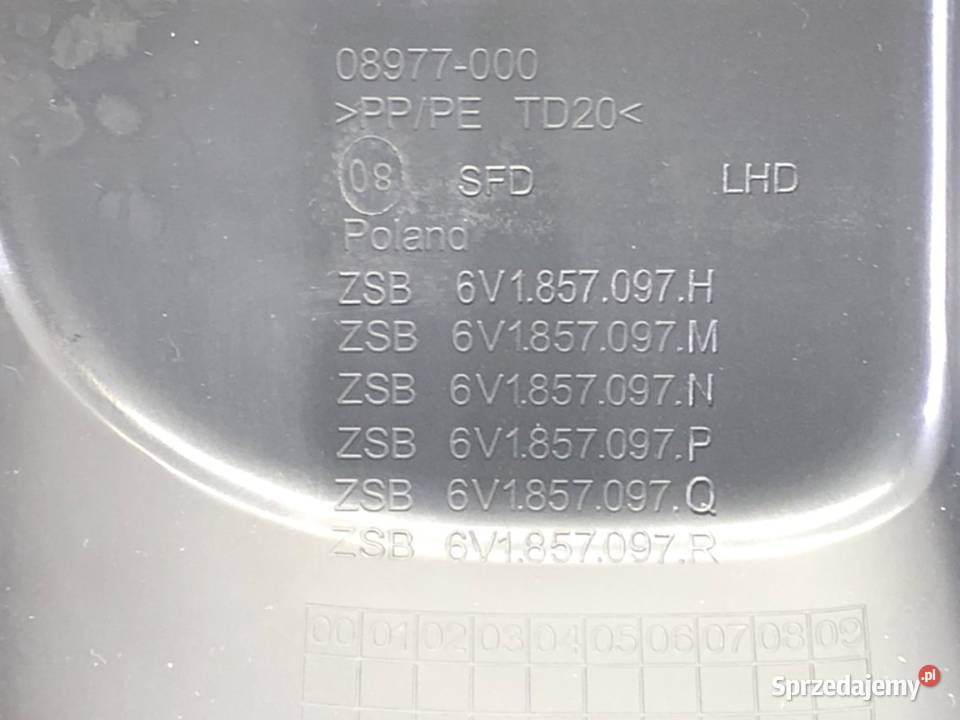 08977-000
>PP/PE TD20<
08 SFD LHD
Poland
ZSB 6V1.857.097.H
ZSB 6V1.857.097.M
ZSB 6V1.857.097.N
ZSB 6V1.857.097.P
ZSB 6V1.857.097.Q
ZSB 6V1.857.097.R
00 01 02 03 04 05 06 07 08 09
Sprzedajemy.pl